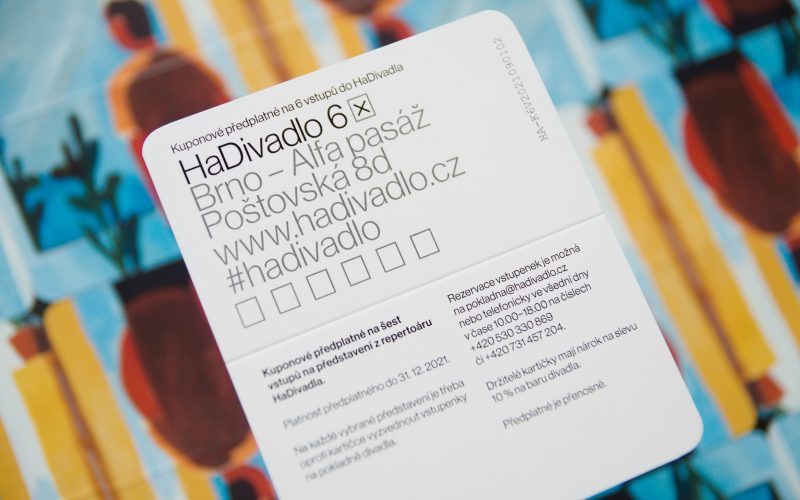 Kuponové předplatné na 6 vstupů do HaDivadla
HaDivadlo 6 ☒
Brno – Alfa pasáž
Poštovská 8d
www.hadivadlo.cz
#hadivadlo
☐ ☐ ☐ ☐ ☐ ☐
HA-K6V2021090102
Kuponové předplatné na šest
vstupů na představení z repertoáru
HaDivadla.
Platnost předplatného do 31. 12. 2021.
Na každé vybrané představení je třeba
oproti kartičce vyzvednout vstupenky
na pokladně divadla.
Rezervace vstupenek je možná
na pokladna@hadivadlo.cz
nebo telefonicky ve všední dny
v čase 10.00–18.00 na číslech
+420 530 330 869
či +420 731 457 204.
Držitelé kartičky mají nárok na slevu
10 % na baru divadla.
Předplatné je přenosné.